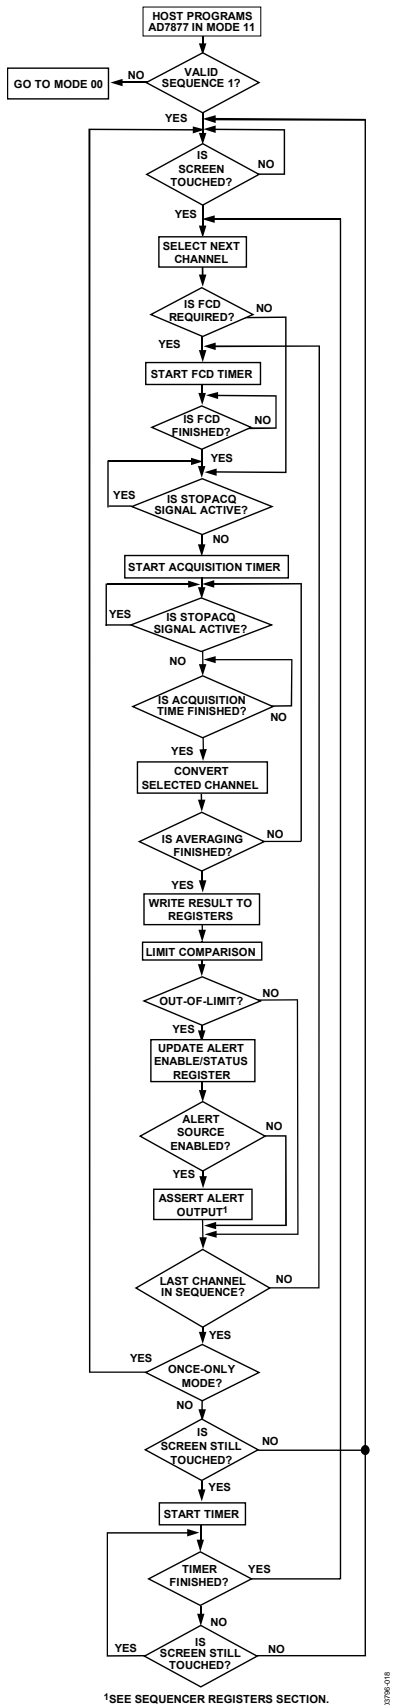 HOST PROGRAMS
AD7877 IN MODE 11
NO
GO TO MODE 00
VALID
SEQUENCE 1?
YES
IS
SCREEN
TOUCHED?
NO
YES
SELECT NEXT
CHANNEL
IS FCD
REQUIRED?
NO
YES
START FCD TIMER
IS FCD
FINISHED?
NO
YES
YES
IS STOPACQ
SIGNAL ACTIVE?
NO
START ACQUISITION TIMER
YES
IS STOPACQ
SIGNAL ACTIVE?
NO
IS ACQUISITION
TIME FINISHED?
NO
YES
CONVERT
SELECTED CHANNEL
IS AVERAGING
FINISHED?
NO
YES
WRITE RESULT TO
REGISTERS
LIMIT COMPARISON
OUT-OF-LIMIT?
NO
YES
UPDATE ALERT
ENABLE/STATUS
REGISTER
ALERT
SOURCE
ENABLED?
NO
YES
ASSERT ALERT
OUTPUT1
LAST CHANNEL
IN SEQUENCE?
NO
YES
YES
ONCE-ONLY
MODE?
NO
IS
SCREEN STILL
TOUCHED?
NO
YES
START TIMER
TIMER
FINISHED?
YES
NO
IS
SCREEN STILL
TOUCHED?
YES
NO
1SEE SEQUENCER REGISTERS SECTION.
03796-018